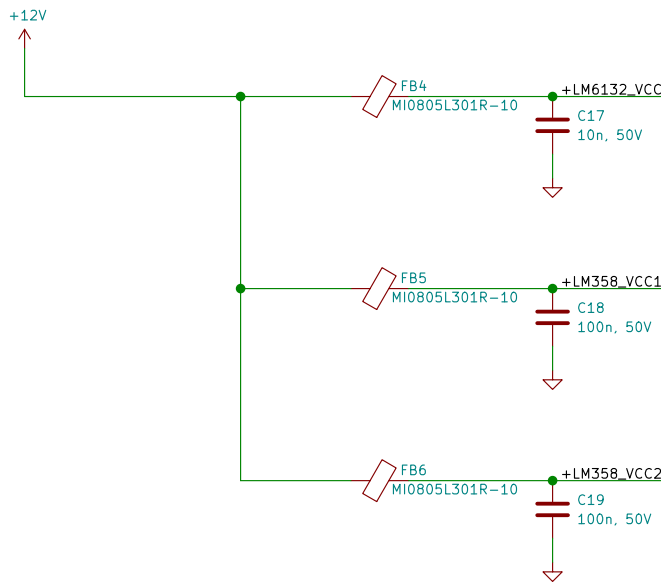 +12V
FB4
MI0805L301R-10
+LM6132_VCC
C17
10n, 50V
FB5
MI0805L301R-10
+LM358_VCC1
C18
100n, 50V
FB6
MI0805L301R-10
+LM358_VCC2
C19
100n, 50V